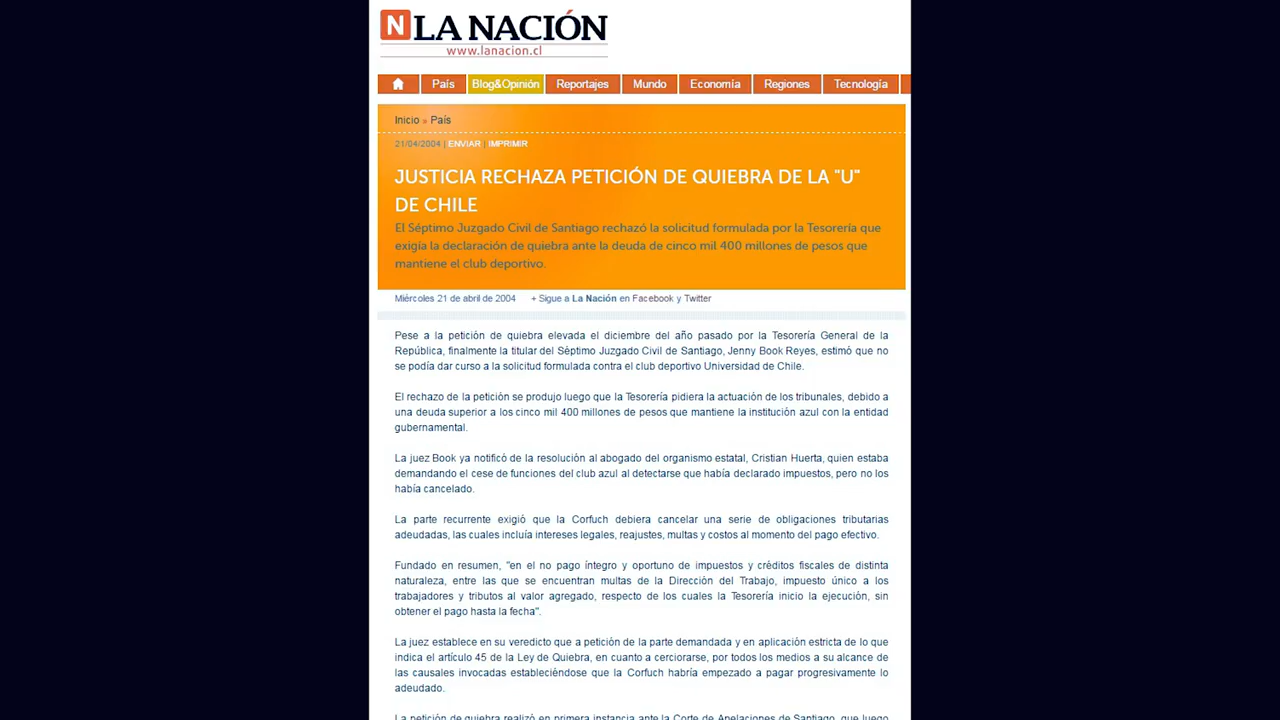 N LA NACIÓN
www.lanacion.cl
País Blog&Opinión Reportajes Mundo Economía Regiones Tecnología
Inicio » País
21/04/2004 | ENVIAR | IMPRIMIR
JUSTICIA RECHAZA PETICIÓN DE QUIEBRA DE LA "U"
DE CHILE
El Séptimo Juzgado Civil de Santiago rechazó la solicitud formulada por la Tesorería que
exigía la declaración de quiebra ante la deuda de cinco mil 400 millones de pesos que
mantiene el club deportivo.
Miércoles 21 de abril de 2004 + Sigue a La Nación en Facebook y Twitter
Pese a la petición de quiebra elevada el diciembre del año pasado por la Tesorería General de la
República, finalmente la titular del Séptimo Juzgado Civil de Santiago, Jenny Book Reyes, estimó que no
se podía dar curso a la solicitud formulada contra el club deportivo Universidad de Chile.
El rechazo de la petición se produjo luego que la Tesorería pidiera la actuación de los tribunales, debido a
una deuda superior a los cinco mil 400 millones de pesos que mantiene la institución azul con la entidad
gubernamental.
La juez Book ya notificó de la resolución al abogado del organismo estatal, Cristian Huerta, quien estaba
demandando el cese de funciones del club azul al detectarse que había declarado impuestos, pero no los
había cancelado.
La parte recurrente exigió que la Corfuch debiera cancelar una serie de obligaciones tributarias
adeudadas, las cuales incluía intereses legales, reajustes, multas y costos al momento del pago efectivo.
Fundado en resumen, "en el no pago íntegro y oportuno de impuestos y créditos fiscales de distinta
naturaleza, entre las que se encuentran multas de la Dirección del Trabajo, impuesto único a los
trabajadores y tributos al valor agregado, respecto de los cuales la Tesorería inicio la ejecución, sin
obtener el pago hasta la fecha".
La juez establece en su veredicto que a petición de la parte demandada y en aplicación estricta de lo que
indica el artículo 45 de la Ley de Quiebra, en cuanto a cerciorarse, por todos los medios a su alcance de
las causales invocadas estableciéndose que la Corfuch habría empezado a pagar progresivamente lo
adeudado.
La petición de quiebra realizó en primera instancia ante la Corte de Apelaciones de Santiago, que luego